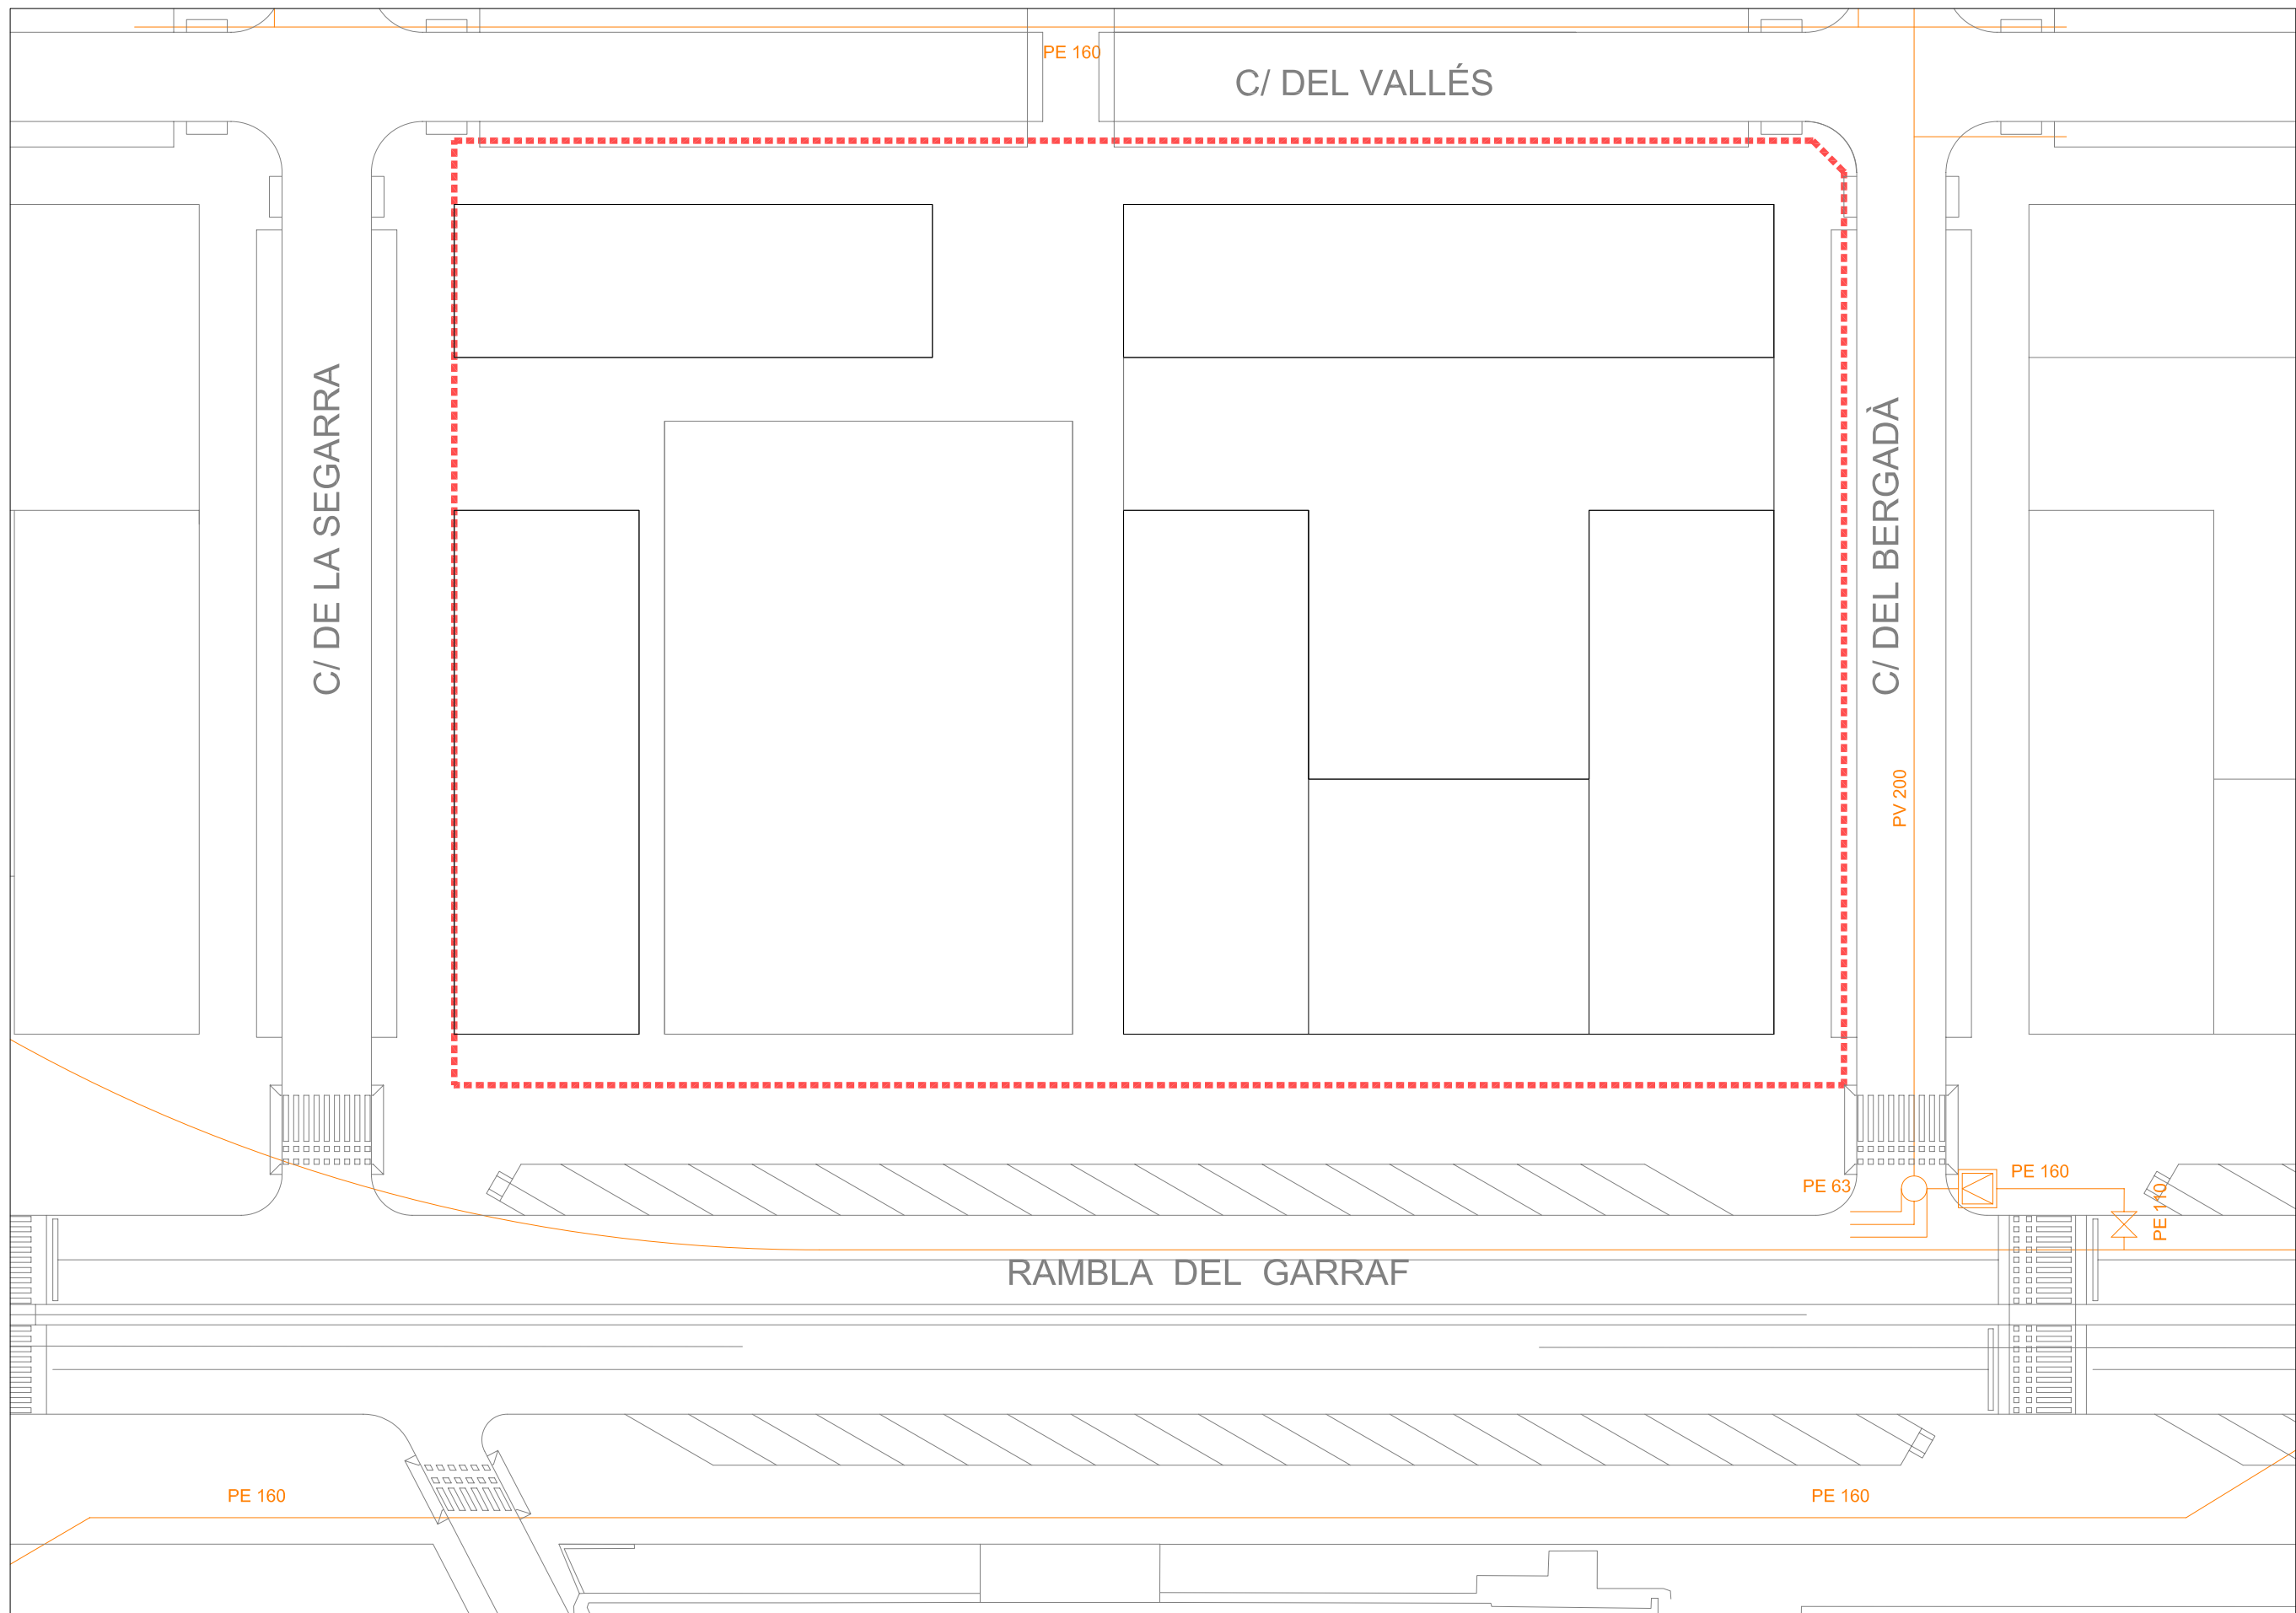 PE 160
C/ DEL VALLÉS
C/ DE LA SEGARRA
C/ DEL BERGADÀ
PV 200
PE 63
PE 160
PE 110
RAMBLA DEL GARRAF
PE 160
PE 160